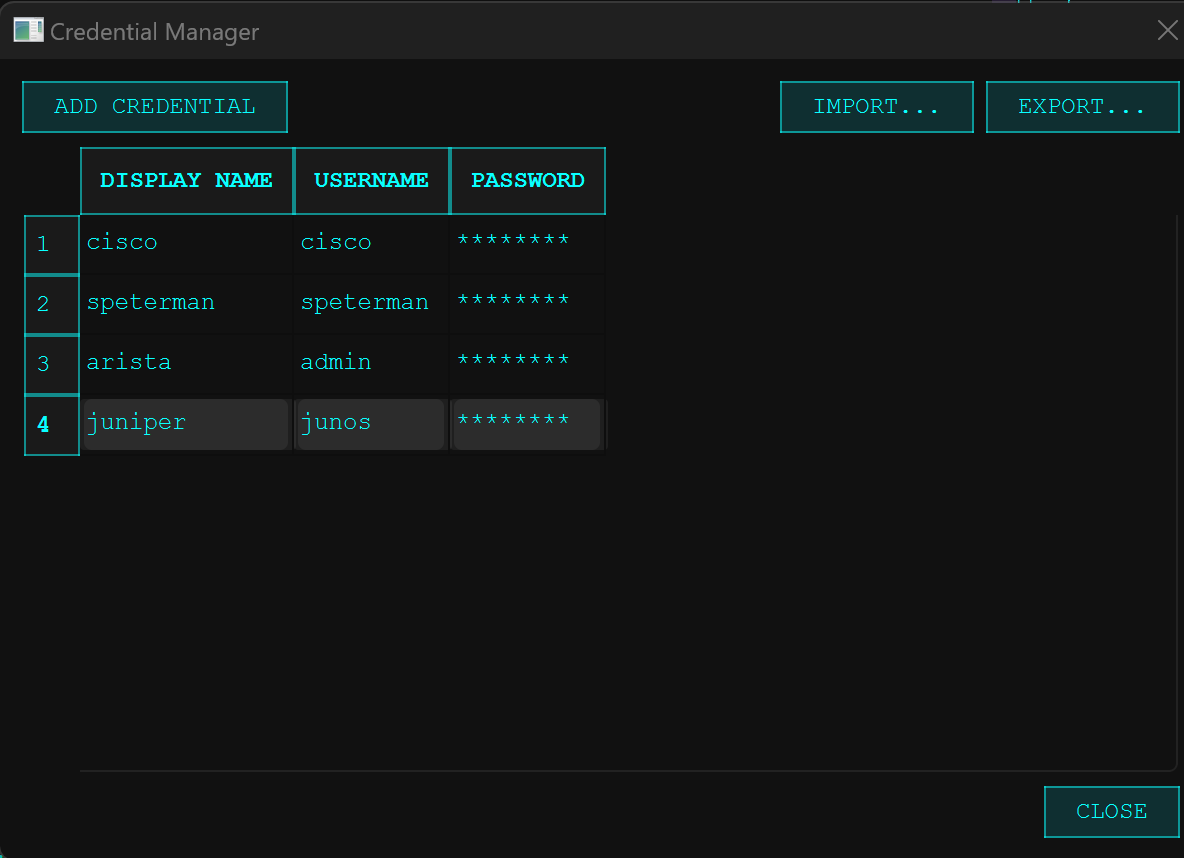 Credential Manager
ADD CREDENTIAL IMPORT... EXPORT...
DISPLAY NAME USERNAME PASSWORD
1 cisco cisco ********
2 speterman speterman ********
3 arista admin ********
4 juniper junos ********
CLOSE